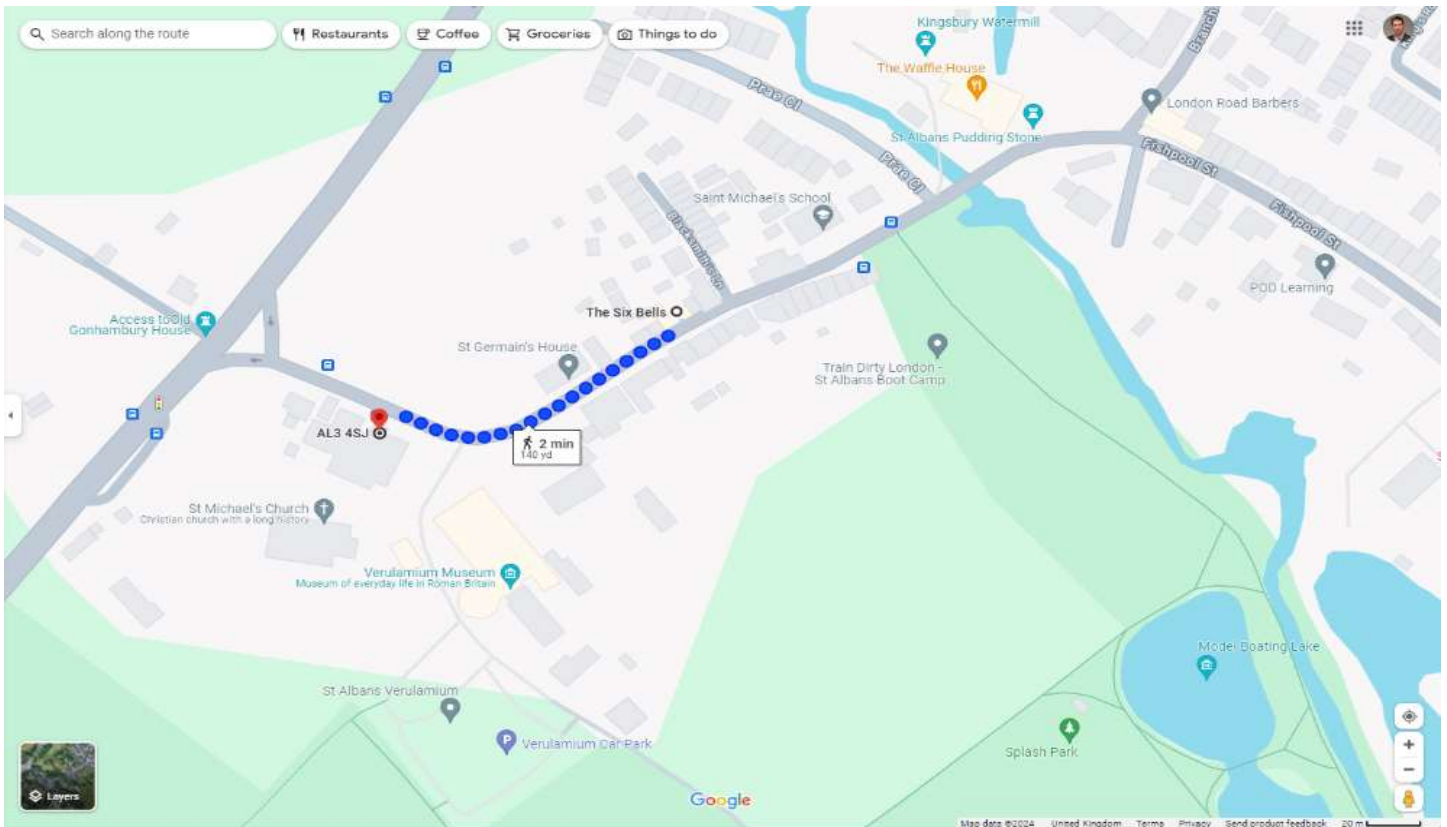 Search along the route
Restaurants
Coffee
Groceries
Things to do
Kingsbury Watermill
The Waffle House
Branch
London Road Barbers
Prae Cl
St Albans Pudding Stone
Prae Cl
Fishpool St
Saint Michael's School
Blacksmith's Ln
Fishpool St
POD Learning
Access to Old
Gorhambury House
The Six Bells
St Germain's House
Train Dirty London -
St Albans Boot Camp
AL3 4SJ
2 min
140 yd
St Michael's Church
Christian church with a long history
Verulamium Museum
Museum of everyday life in Roman Britain
Model Boating Lake
St Albans Verulamium
P
Verulamium Car Park
Splash Park
Layers
Google
Map data ©2024 United Kingdom Terms Privacy Send product feedback 20 m